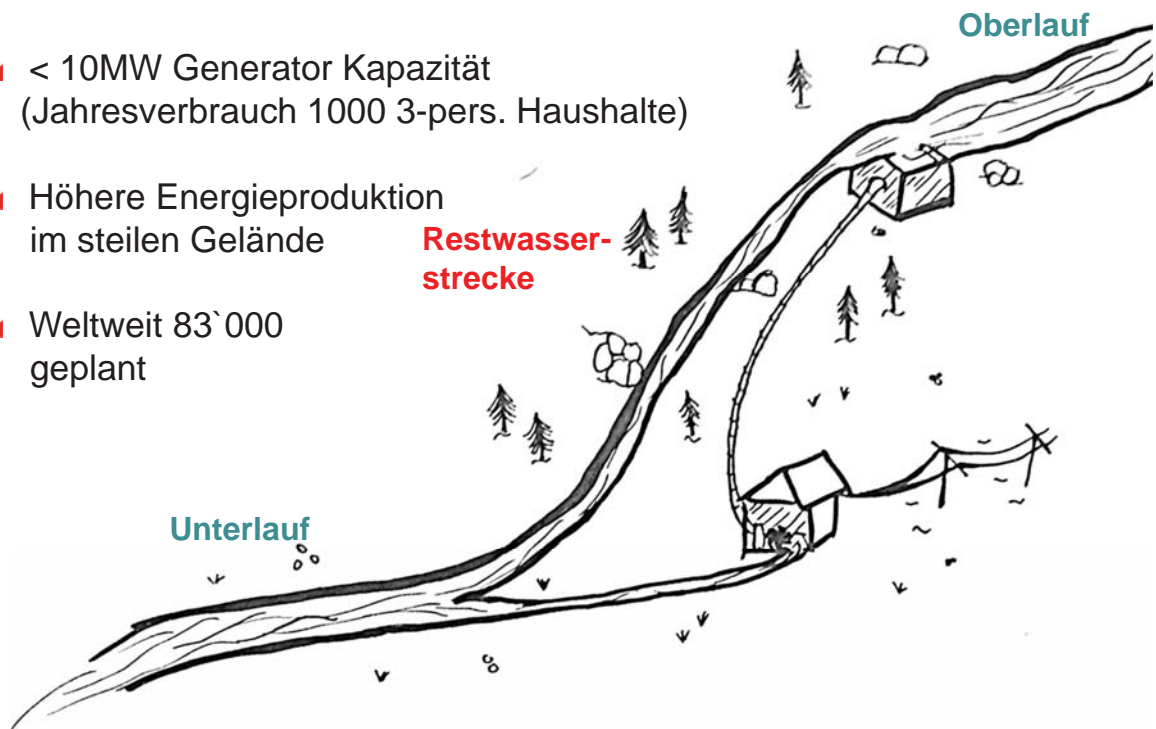 Oberlauf
< 10MW Generator Kapazität
(Jahresverbrauch 1000 3-pers. Haushalte)
Höhere Energieproduktion
im steilen Gelände
Restwasser-
strecke
Weltweit 83`000
geplant
Unterlauf